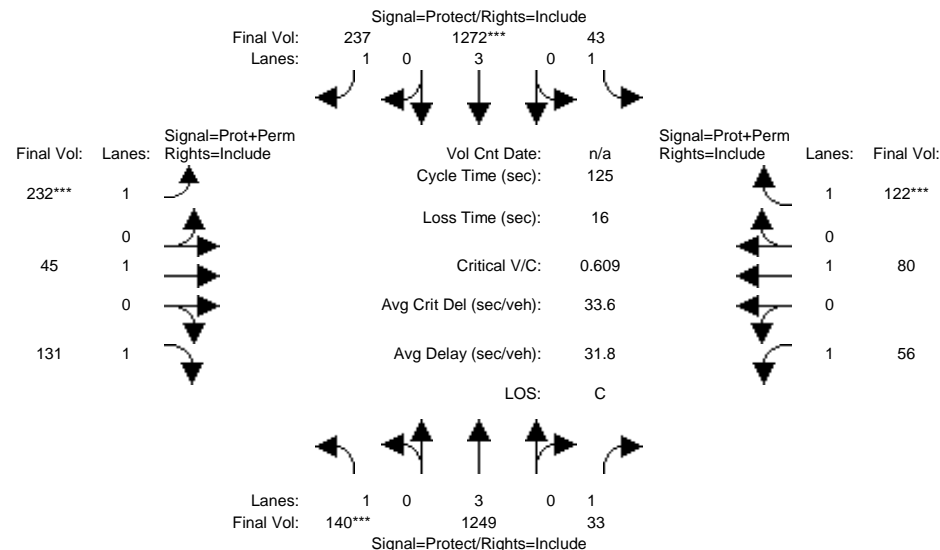 Signal=Protect/Rights=Include
Final Vol: 237 1272*** 43
Lanes: 1 0 3 0 1
Signal=Prot+Perm Signal=Prot+Perm
Final Vol: Lanes: Rights=Include Vol Cnt Date: n/a Rights=Include Lanes: Final Vol:
Cycle Time (sec): 125
232*** 1 1 122***
Loss Time (sec): 16
0 0
45 1 Critical V/C: 0.609 1 80
0 Avg Crit Del (sec/veh): 33.6 0
131 1 Avg Delay (sec/veh): 31.8 1 56
LOS: C
Lanes: 1 0 3 0 1
Final Vol: 140*** 1249 33
Signal=Protect/Rights=Include